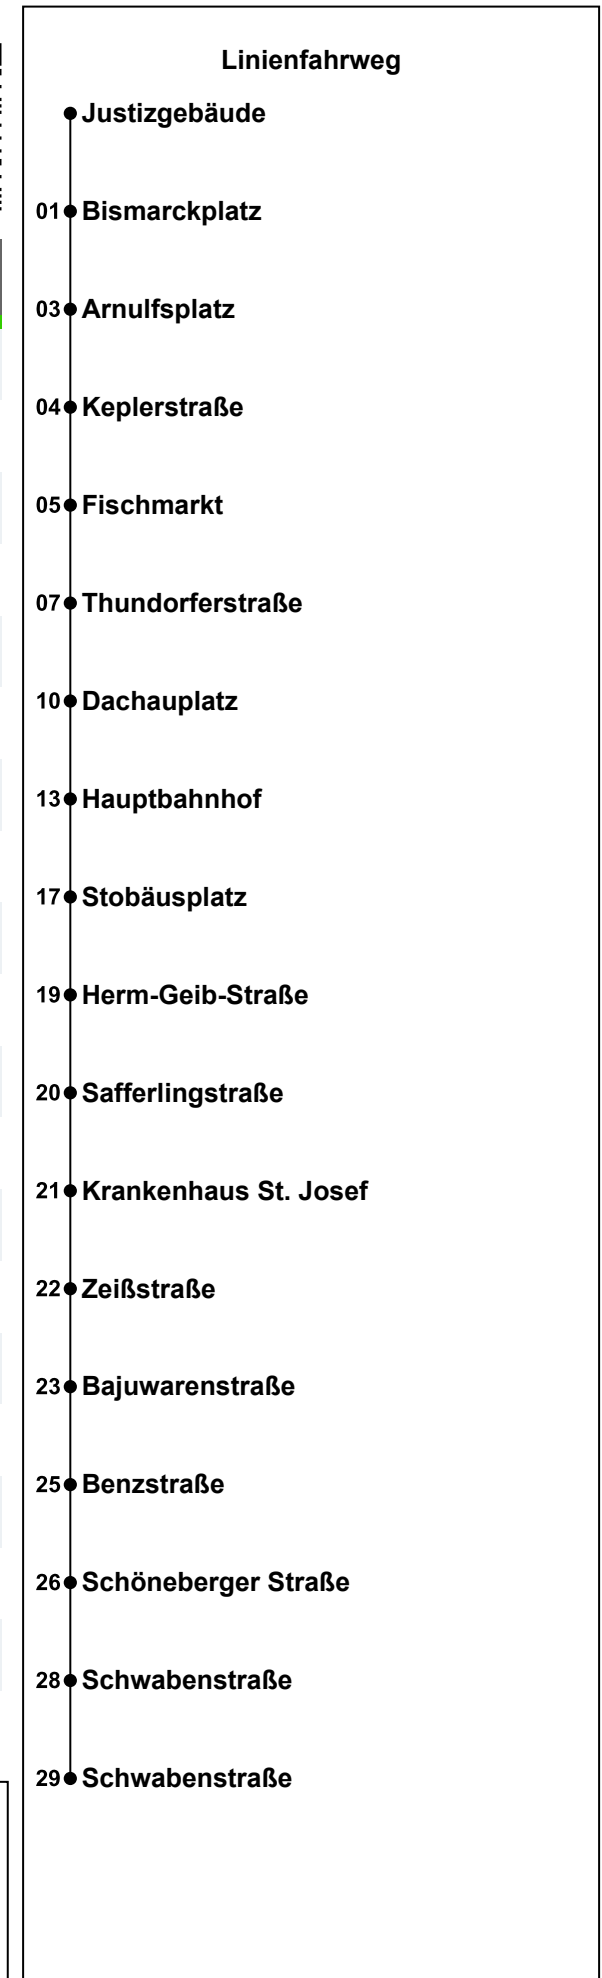 Linienfahrweg
Justizgebäude
01 Bismarckplatz
03 Arnulfsplatz
04 Keplerstraße
05 Fischmarkt
07 Thundorferstraße
10 Dachauplatz
13 Hauptbahnhof
17 Stobäusplatz
19 Herm-Geib-Straße
20 Safferlingstraße
21 Krankenhaus St. Josef
22 Zeißstraße
23 Bajuwarenstraße
25 Benzstraße
26 Schöneberger Straße
28 Schwabenstraße
29 Schwabenstraße